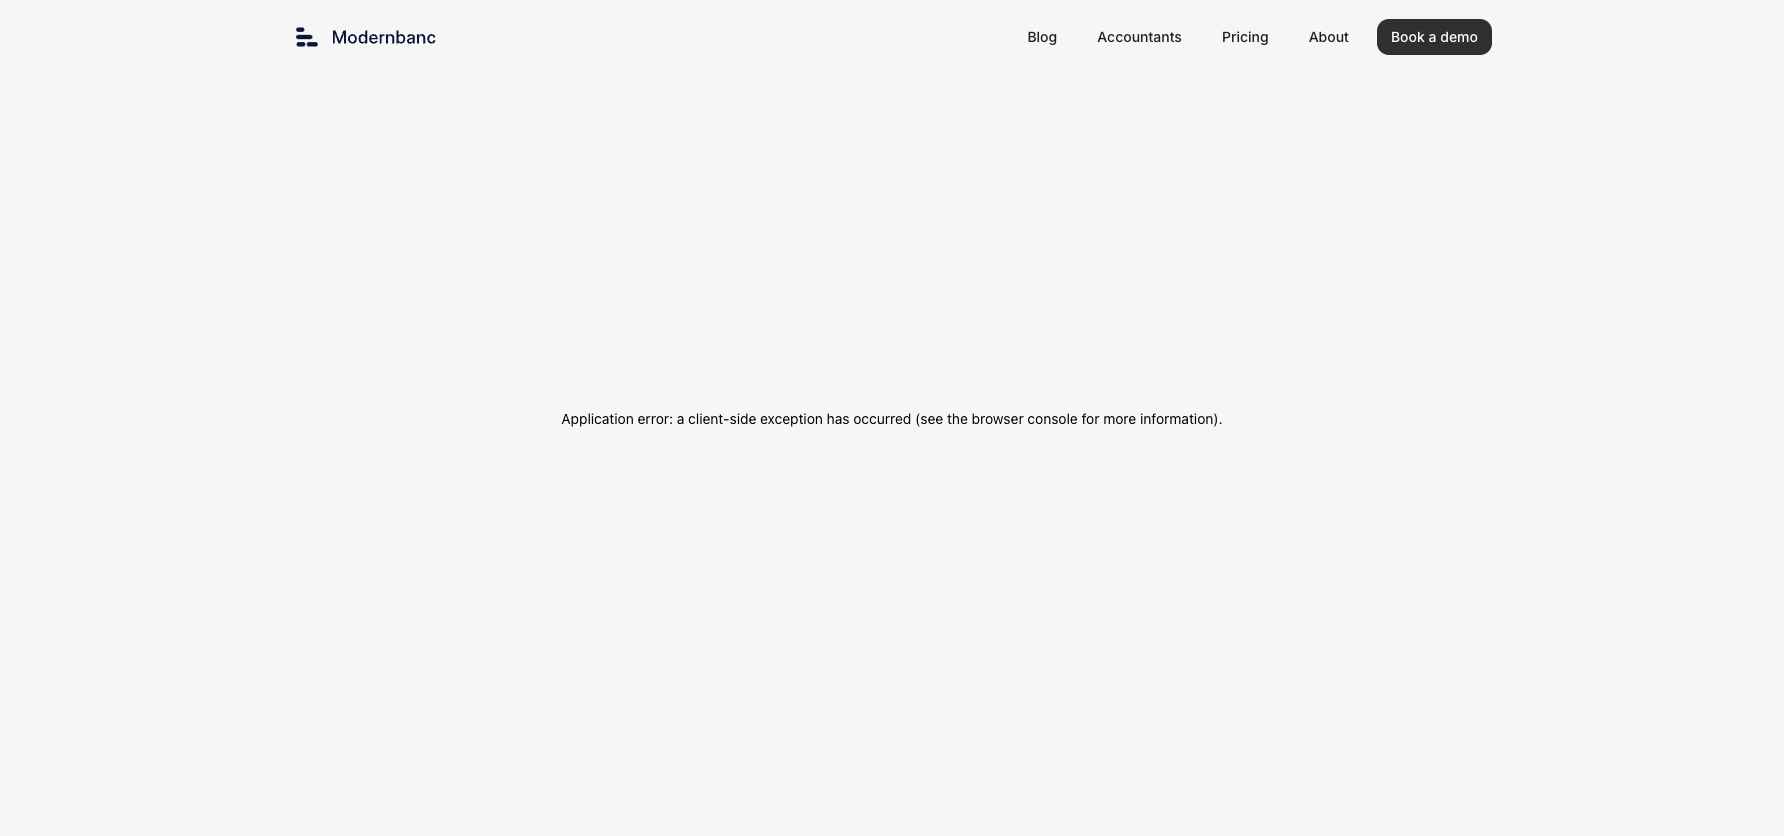 Modernbanc
Blog
Accountants
Pricing
About
Book a demo
Application error: a client-side exception has occurred (see the browser console for more information).